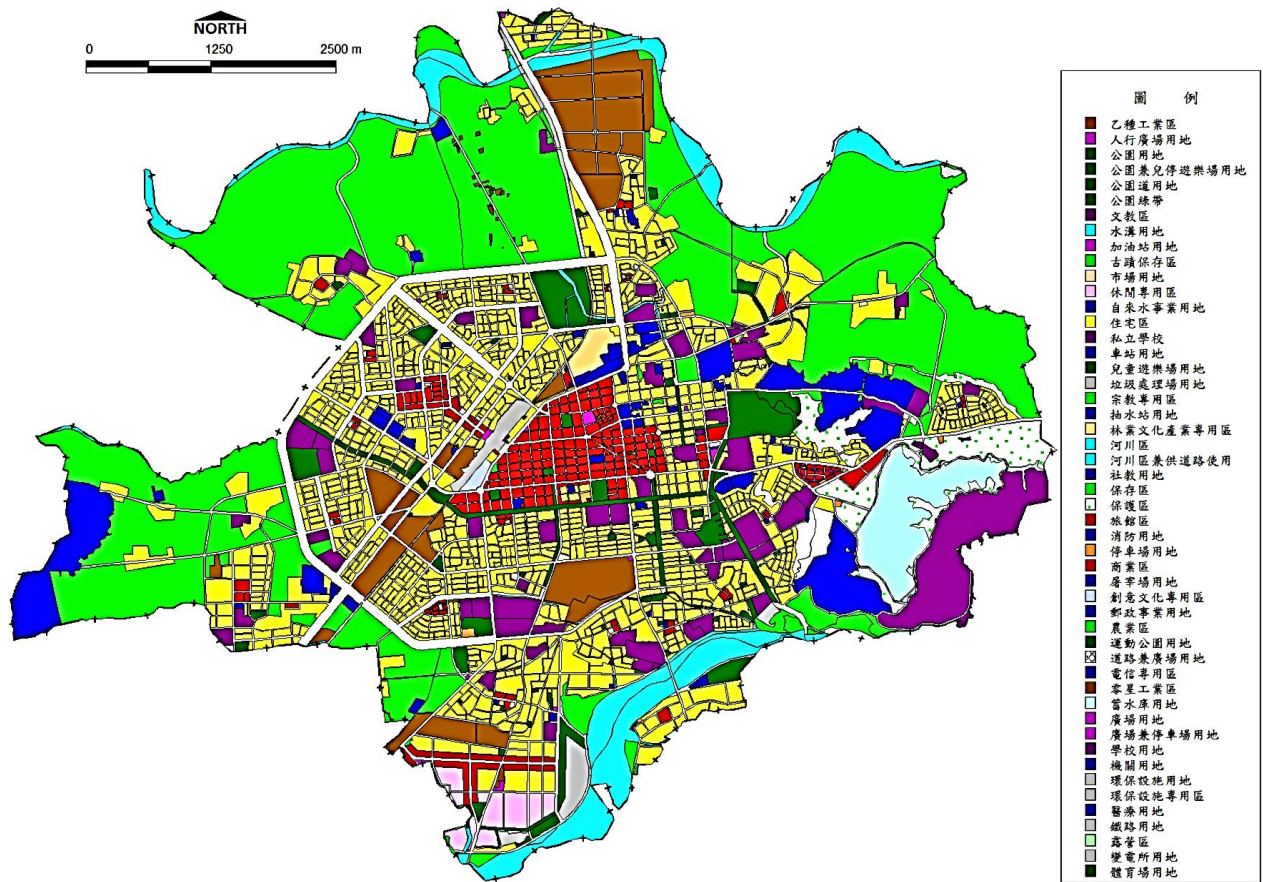 NORTH
0 1250 2500 m
圖 例
乙種工業區
人行廣場用地
公園用地
公園兼兒停遊樂場用地
公園道用地
公園綠帶
文教區
水溝用地
加油站用地
古蹟保存區
市場用地
休閒專用區
自來水事業用地
住宅區
私立學校
車站用地
兒童遊樂場用地
垃圾處理場用地
宗教專用區
抽水站用地
林業文化產業專用區
河川區
河川區兼供道路使用
社教用地
保存區
保護區
旅館區
消防用地
停車場用地
商業區
屠宰場用地
創意文化專用區
郵政事業用地
農業區
運動公園用地
道路兼廣場用地
電信專用區
零星工業區
蓄水庫用地
廣場用地
廣場兼停車場用地
學校用地
機關用地
環保設施用地
環保設施專用區
醫療用地
鐵路用地
露營區
變電所用地
體育場用地